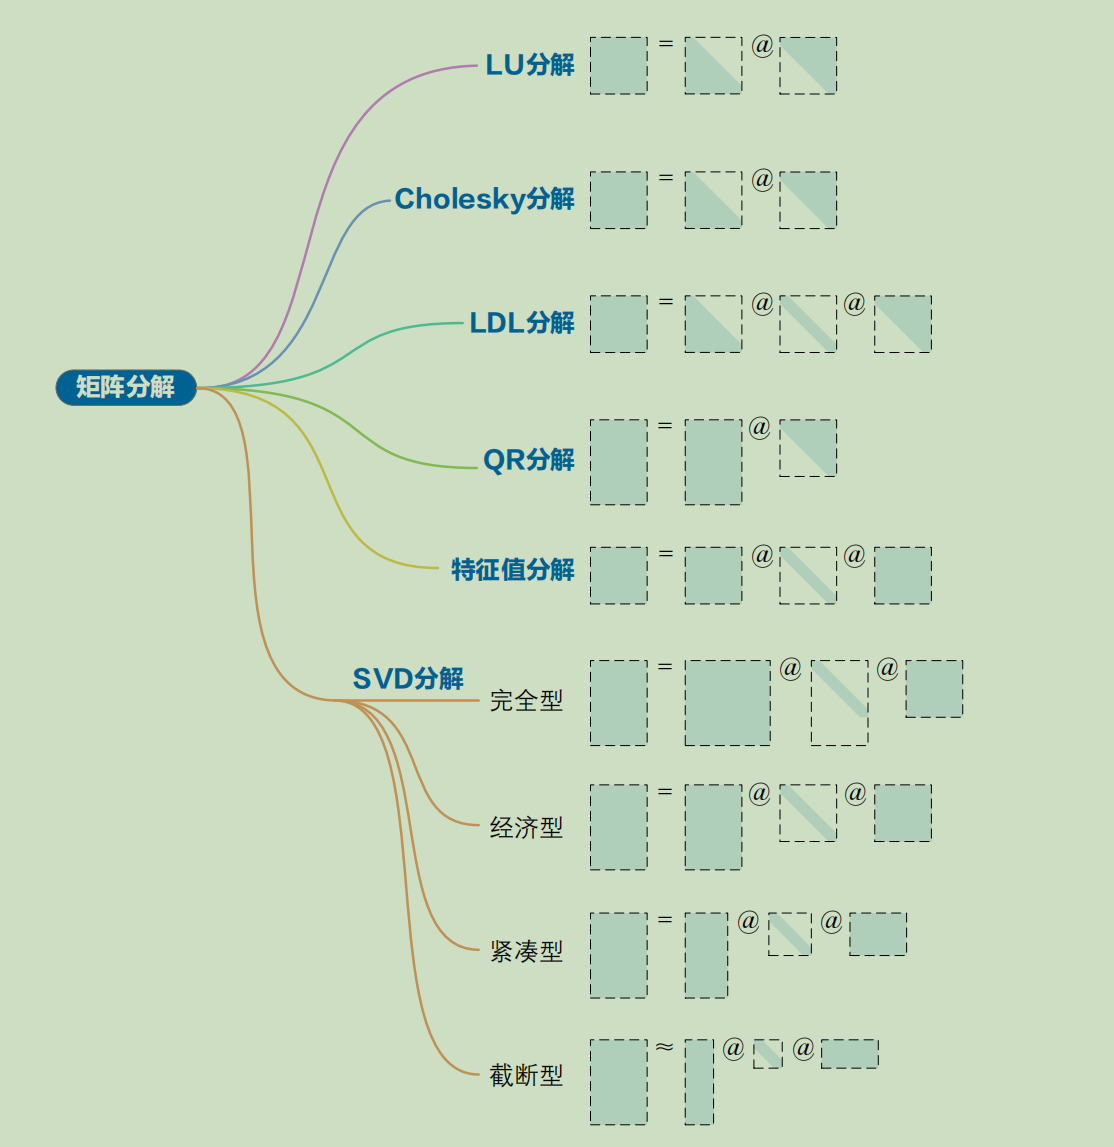 LU分解 = @
Cholesky分解 = @
LDL分解 = @ @
矩阵分解
QR分解 = @
特征值分解 = @ @
SVD分解
完全型 = @ @
经济型 = @ @
紧凑型 = @ @
截断型 ≈ @ @